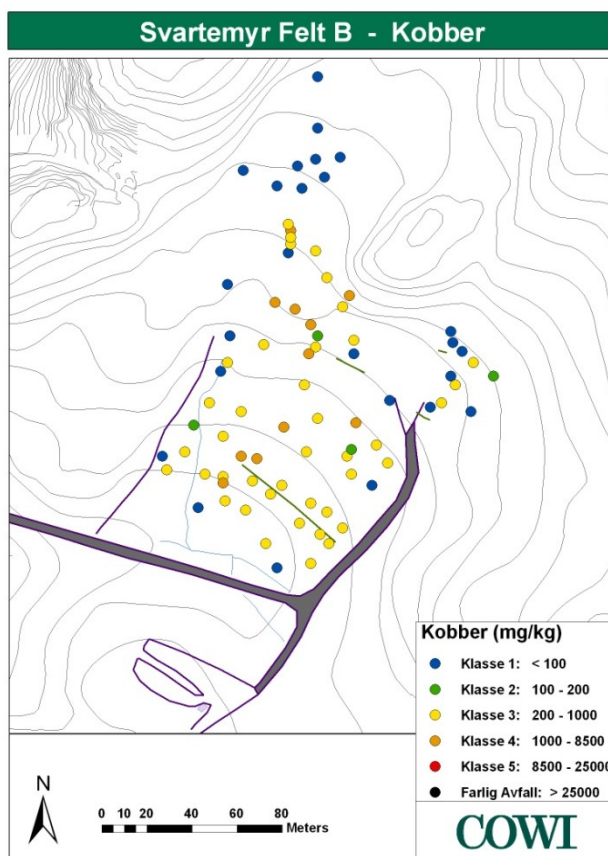 Svartemyr Felt B - Kobber
Kobber (mg/kg)
Klasse 1: < 100
Klasse 2: 100 - 200
Klasse 3: 200 - 1000
Klasse 4: 1000 - 8500
Klasse 5: 8500 - 25000
Farlig Avfall: > 25000
N
0 10 20 40 60 80
Meters
COWI